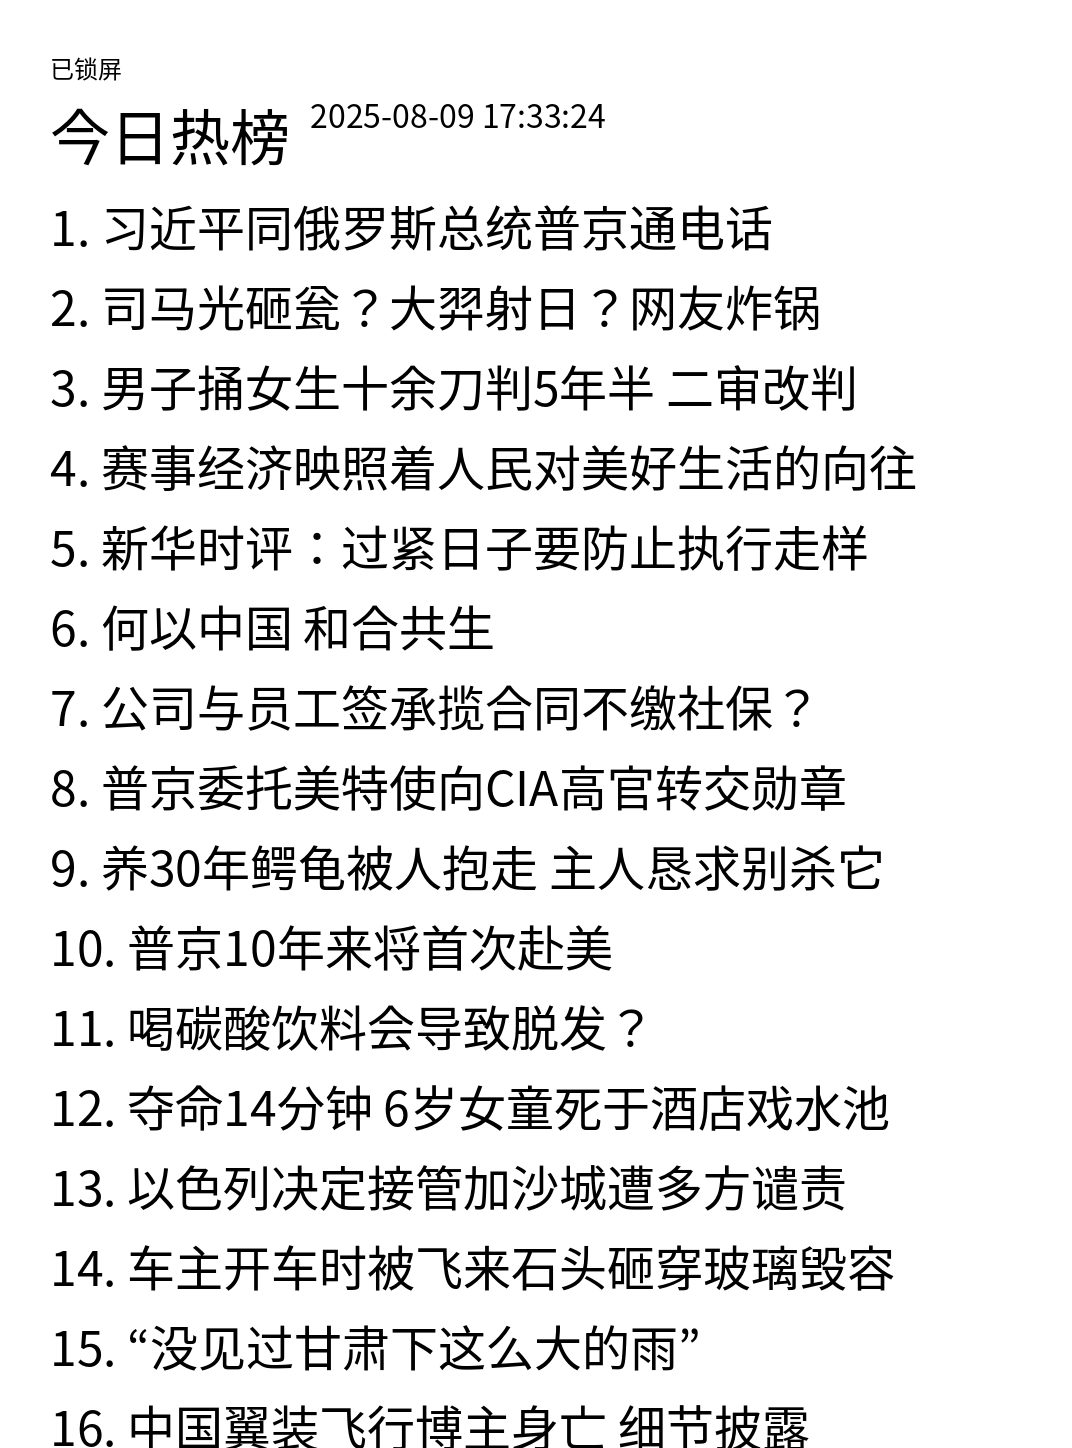 已锁屏
今日热榜 2025-08-09 17:33:24
1. 习近平同俄罗斯总统普京通电话
2. 司马光砸瓮？大羿射日？网友炸锅
3. 男子捅女生十余刀判5年半 二审改判
4. 赛事经济映照着人民对美好生活的向往
5. 新华时评：过紧日子要防止执行走样
6. 何以中国 和合共生
7. 公司与员工签承揽合同不缴社保？
8. 普京委托美特使向CIA高官转交勋章
9. 养30年鳄龟被人抱走 主人恳求别杀它
10. 普京10年来将首次赴美
11. 喝碳酸饮料会导致脱发？
12. 夺命14分钟 6岁女童死于酒店戏水池
13. 以色列决定接管加沙城遭多方谴责
14. 车主开车时被飞来石头砸穿玻璃毁容
15. “没见过甘肃下这么大的雨”
16. 中国翼装飞行博主身亡 细节披露